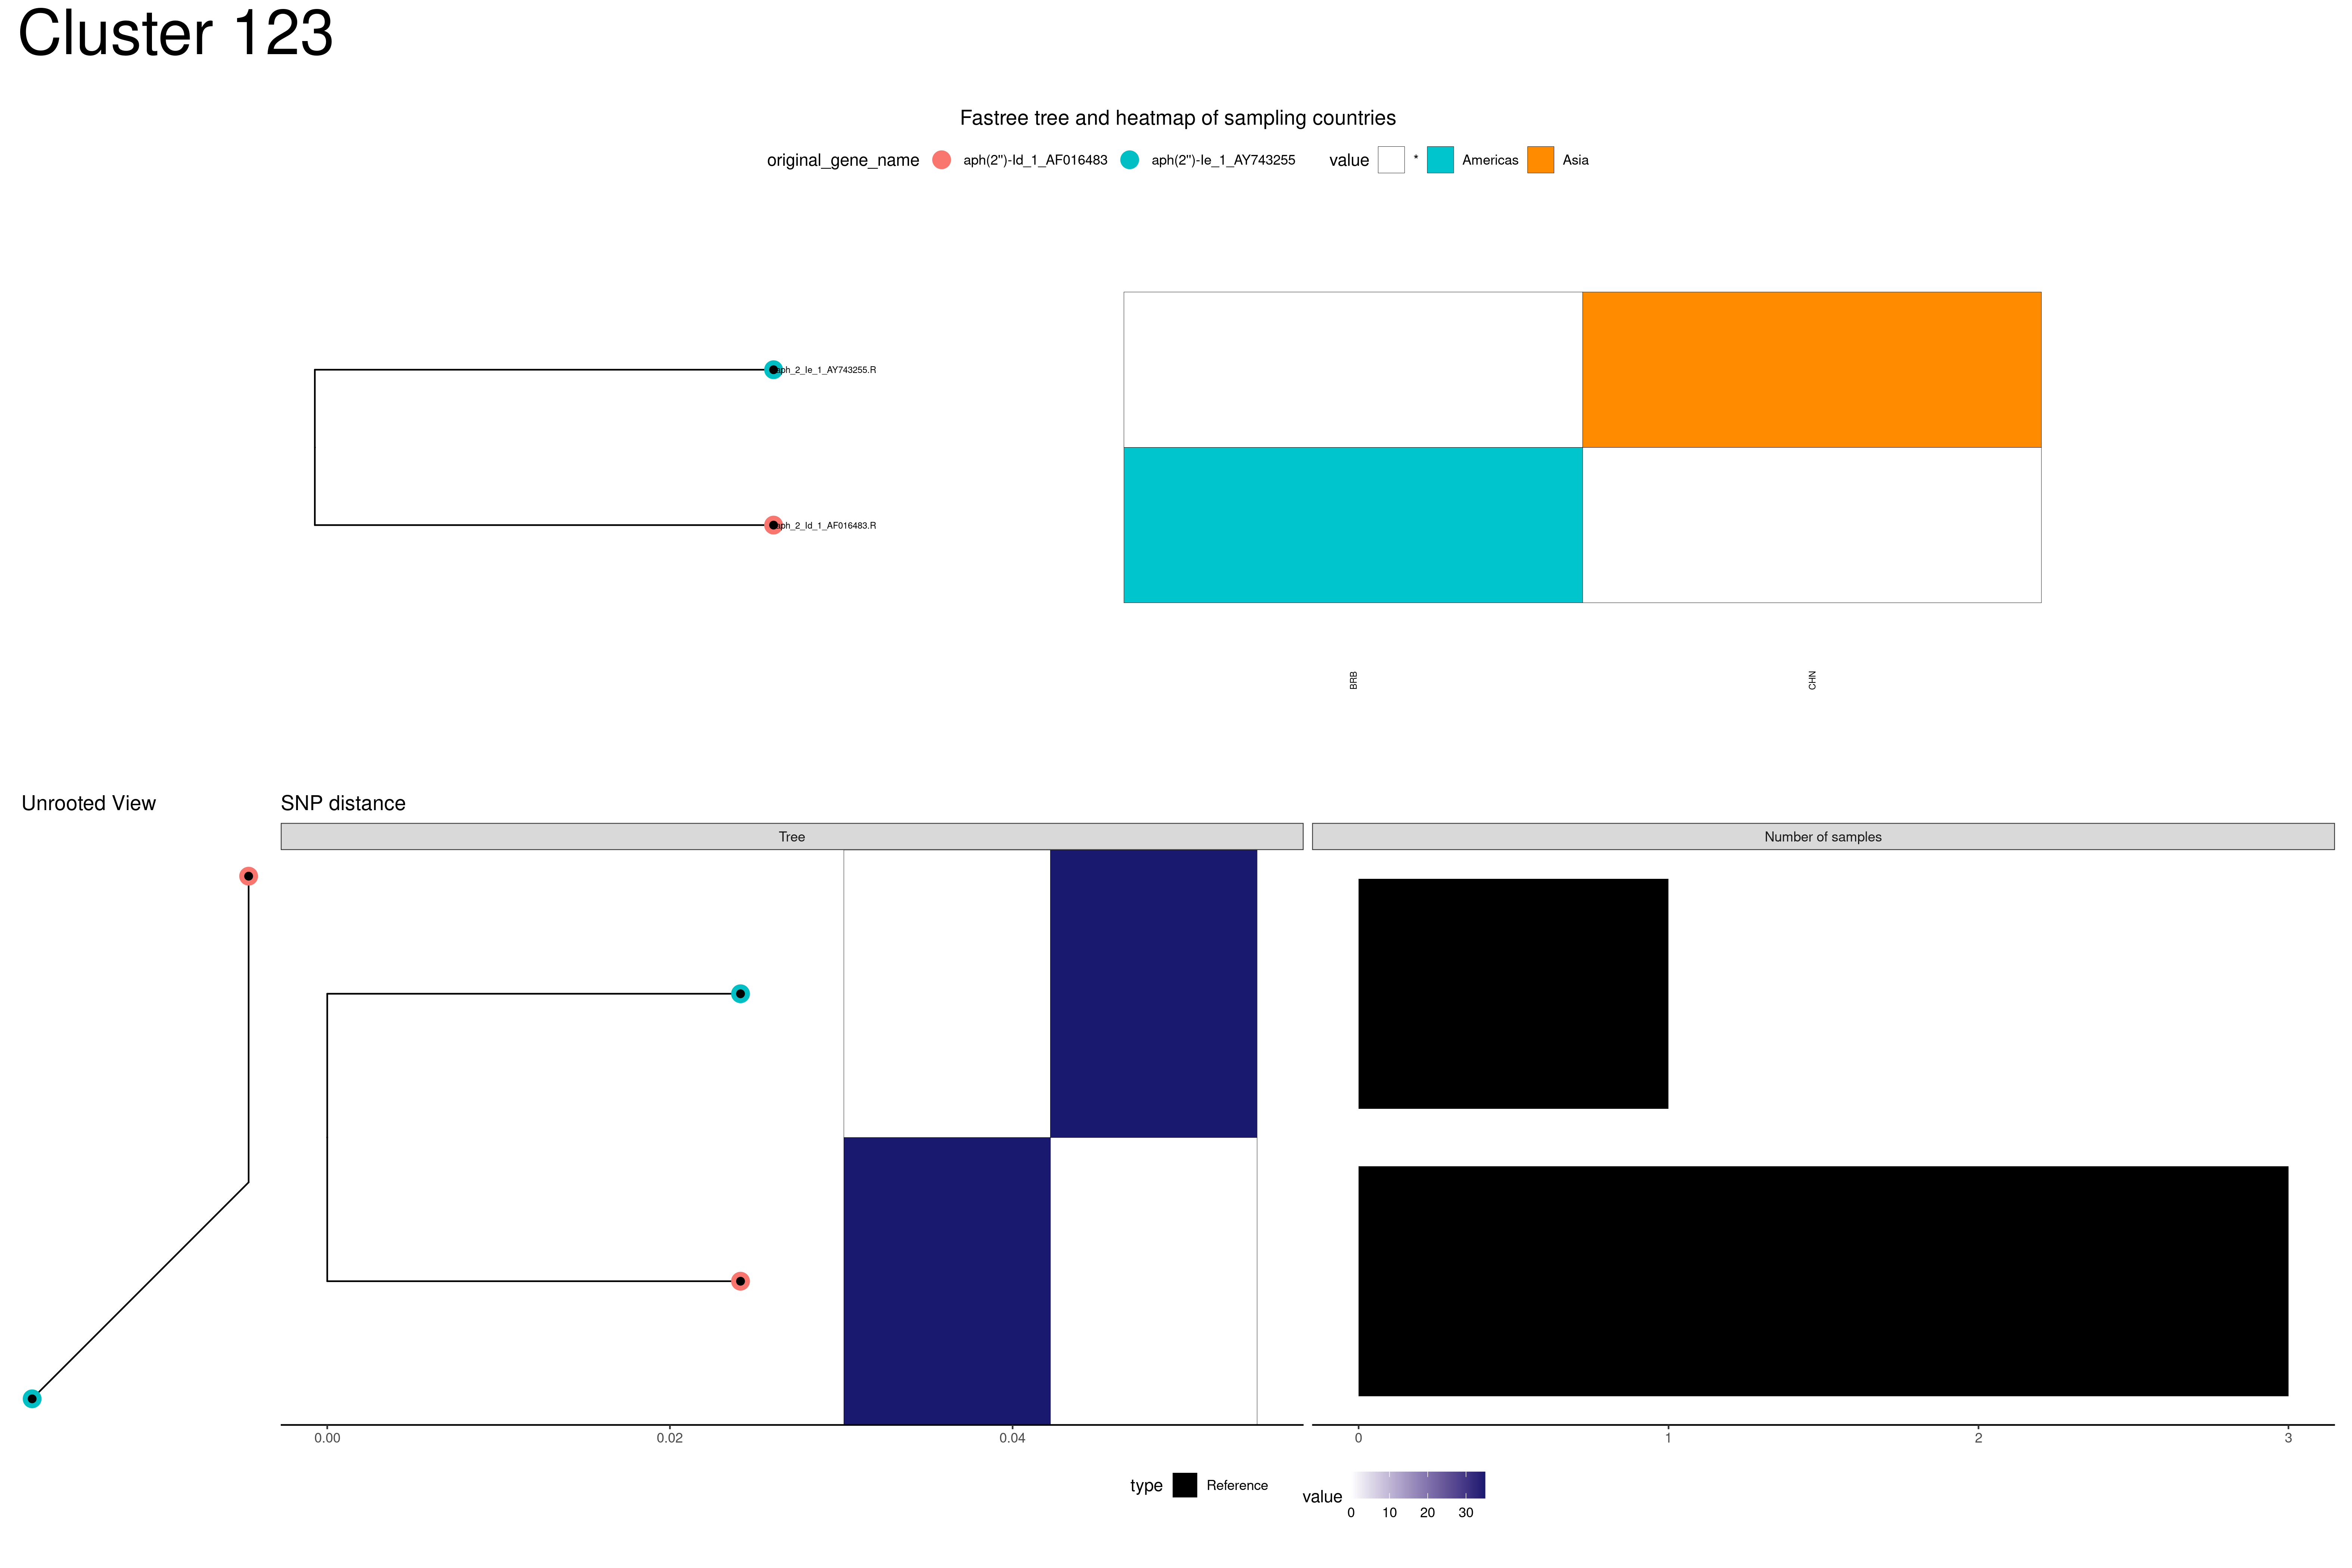 Cluster 123
Fastree tree and heatmap of sampling countries
original_gene_name aph(2")-Id_1_AF016483 aph(2")-Ie_1_AY743255 value * Americas Asia
aph_2_Ie_1_AY743255.R
aph_2_Id_1_AF016483.R
BRB CHN
Unrooted View
SNP distance
Tree
Number of samples
0.00 0.02 0.04
0 1 2 3
type Reference value
0 10 20 30